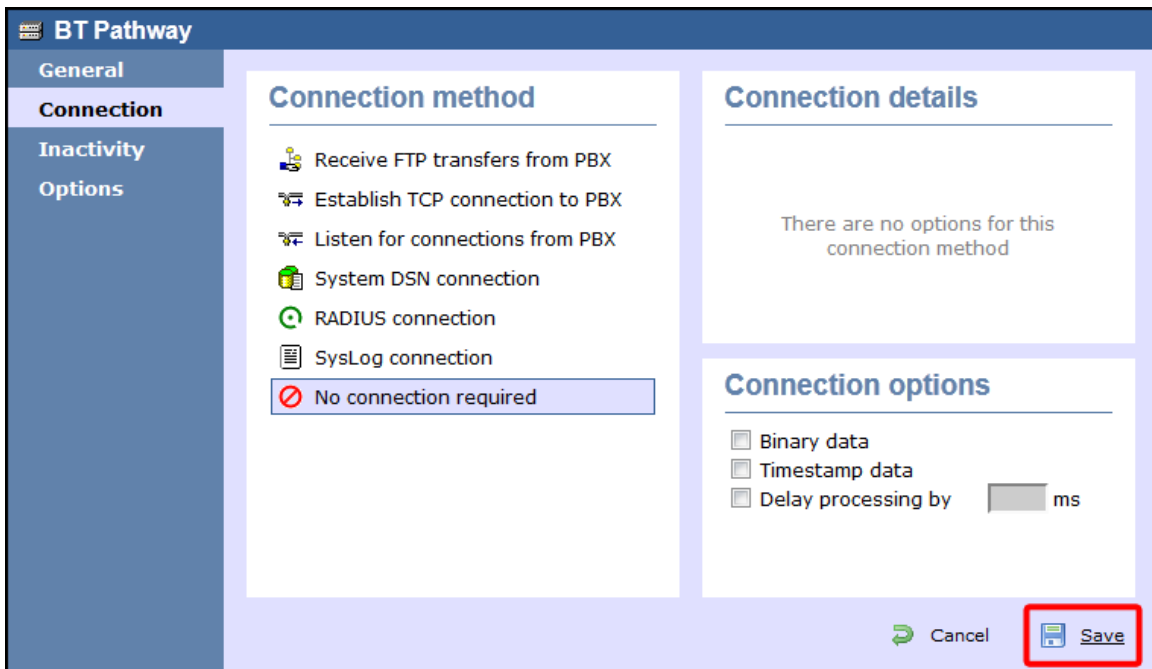 BT Pathway
General
Connection
Inactivity
Options
Connection method
Receive FTP transfers from PBX
Establish TCP connection to PBX
Listen for connections from PBX
System DSN connection
RADIUS connection
SysLog connection
No connection required
Connection details
There are no options for this
connection method
Connection options
Binary data
Timestamp data
Delay processing by ms
Cancel
Save